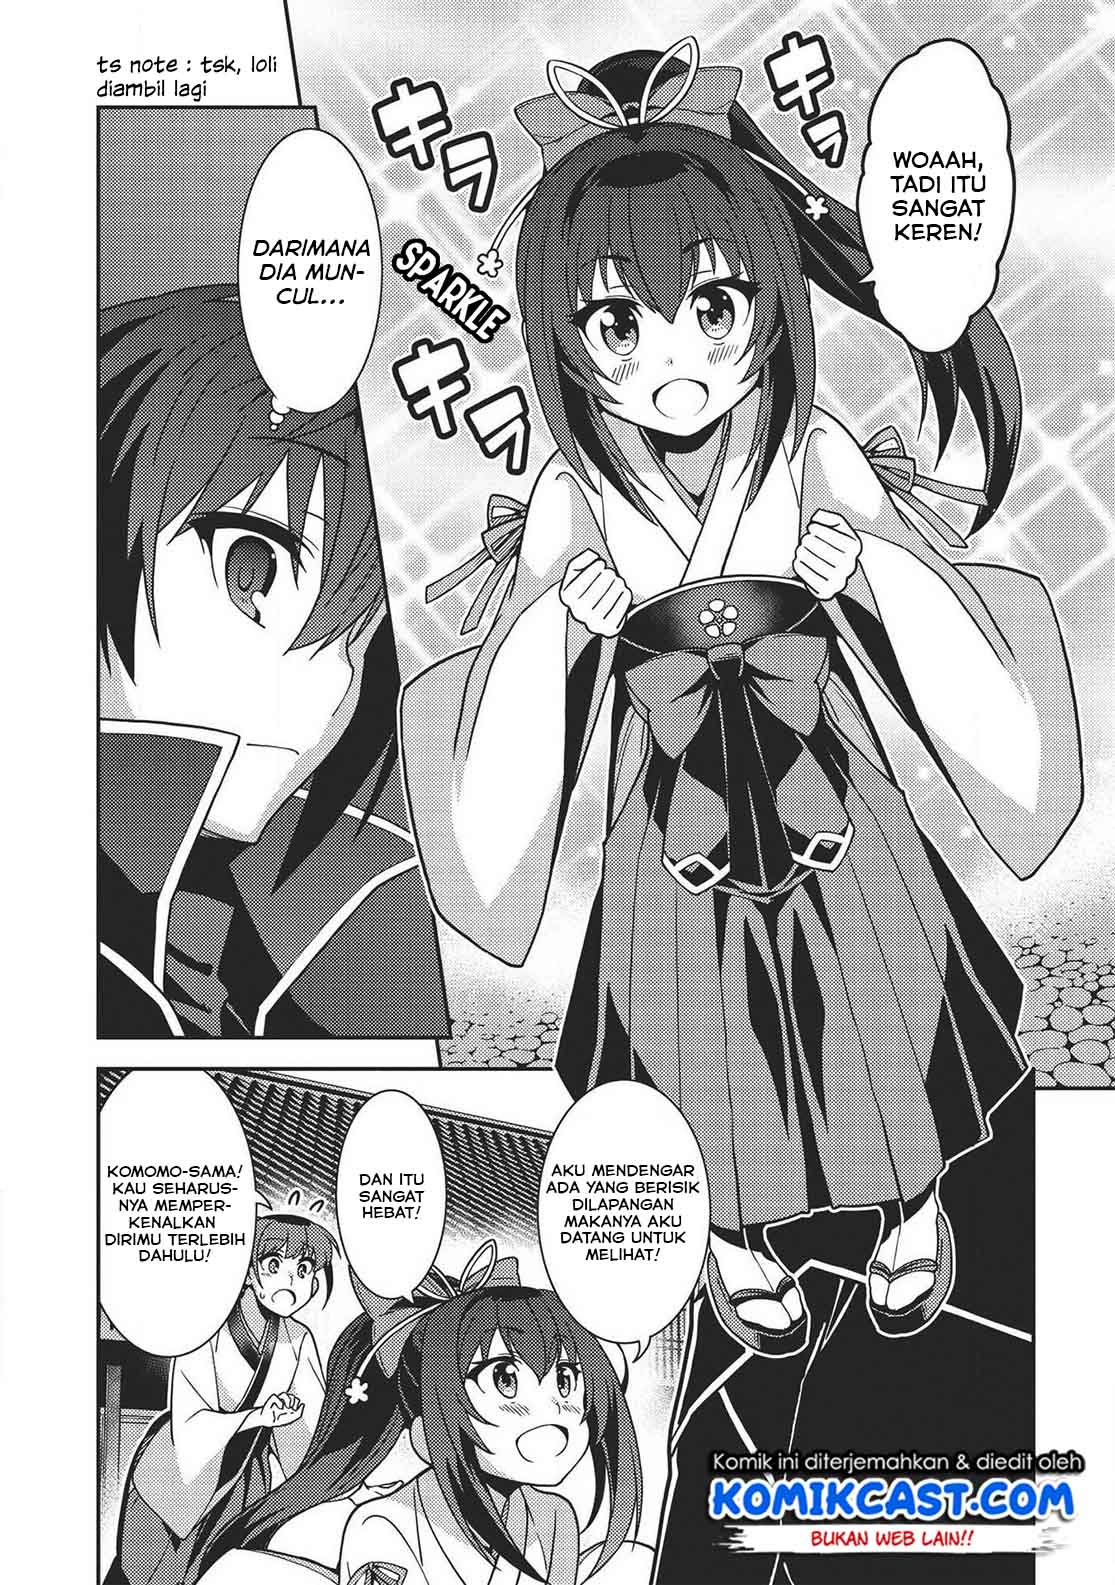 ts note : tsk, loli
diambil lagi
キラ
キラ
WOAAH,
TADI ITU
SANGAT
KEREN!
DARIMANA
DIA MUN-
CUL...
SPARKLE
キラ
AKU MENDENGAR
ADA YANG BERISIK
DILAPANGAN
MAKANYA AKU
DATANG UNTUK
MELIHAT!
DAN ITU
SANGAT
HEBAT!
KOMOMO-SAMA!
KAU SEHARUS-
NYA MEMPER-
KENALKAN
DIRIMU TERLEBIH
DAHULU!
Komik ini diterjemahkan & diedit oleh
KOMIKCAST.COM
BUKAN WEB LAIN!!